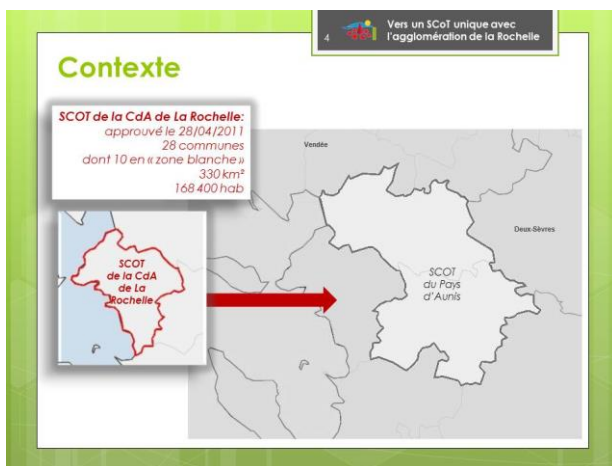 4
Vers un SCoT unique avec
l'agglomération de la Rochelle
Contexte
SCOT de la CdA de La Rochelle:
approuvé le 28/04/2011
28 communes
dont 10 en « zone blanche »
330 km²
168 400 hab
Vendée
Deux-Sèvres
SCOT
de la CdA
de La
Rochelle
SCOT
du Pays
d'Aunis